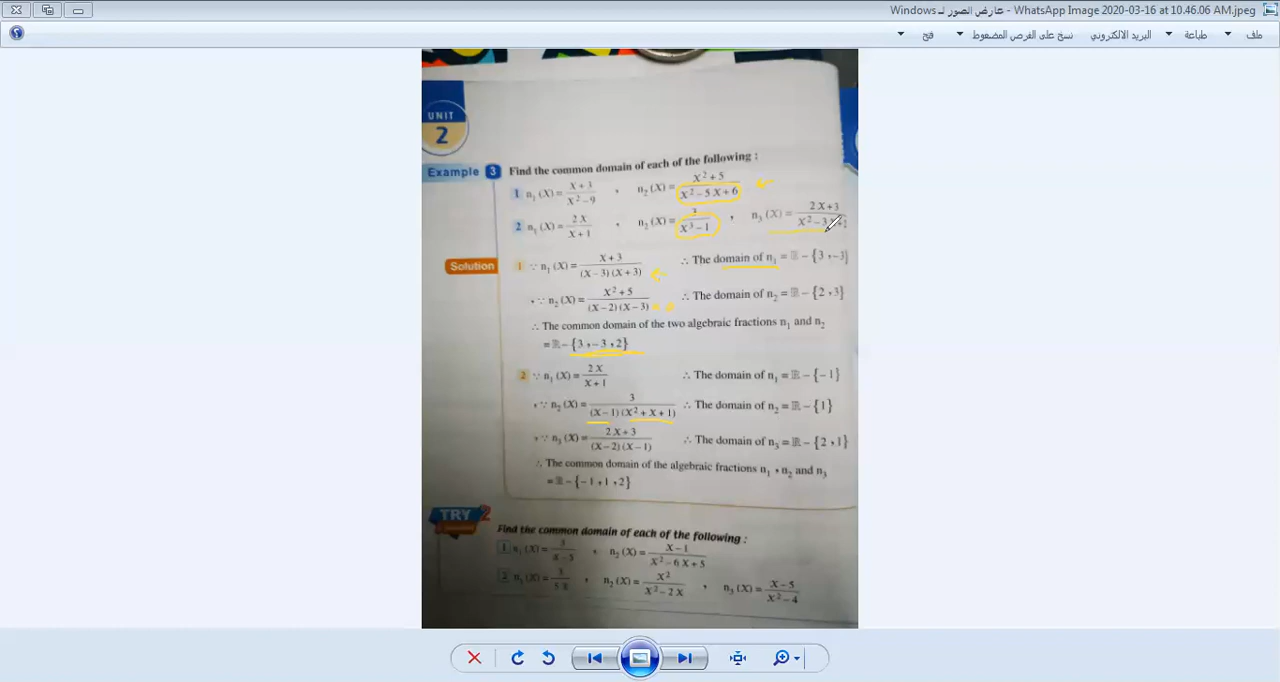 WhatsApp Image 2020-03-16 at 10.46.06 AM.jpeg - عارض الصور لـ Windows
ملف طباعة البريد الالكتروني نسخ على القرص المضغوط فتح
UNIT
2
Example 3 Find the common domain of each of the following :
1 n₁ (X) = (X + 3)/(X² − 9) , n₂ (X) = (X² + 5)/(X² − 5 X + 6)
2 n₁ (X) = 2 X/(X + 1) , n₂ (X) = 3/(X³ − 1) , n₃ (X) = (2 X + 3)/(X² − 3
Solution
1 ∵ n₁ (X) = (X + 3)/((X − 3) (X + 3)) ∴ The domain of n₁ = ℝ − {3 , −3}
, ∵ n₂ (X) = (X² + 5)/((X − 2) (X − 3)) ∴ The domain of n₂ = ℝ − {2 , 3}
∴ The common domain of the two algebraic fractions n₁ and n₂
= ℝ − {3 , −3 , 2}
2 ∵ n₁ (X) = 2 X/(X + 1) ∴ The domain of n₁ = ℝ − {− 1}
, ∵ n₂ (X) = 3/((X − 1) (X² + X + 1)) ∴ The domain of n₂ = ℝ − {1}
, ∵ n₃ (X) = (2 X + 3)/((X − 2) (X − 1)) ∴ The domain of n₃ = ℝ − {2 , 1}
∴ The common domain of the algebraic fractions n₁ , n₂ and n₃
= ℝ − {− 1 , 1 , 2}
TRY 2
Find the common domain of each of the following :
1 n₁ (X) = , n₂ (X) = (X − 1)/(X² − 6 X + 5)
2 n₁ (X) = 3/(5 X) , n₂ (X) = X²/(X² − 2 X) , n₃ (X) = (X − 5)/(X² − 4)